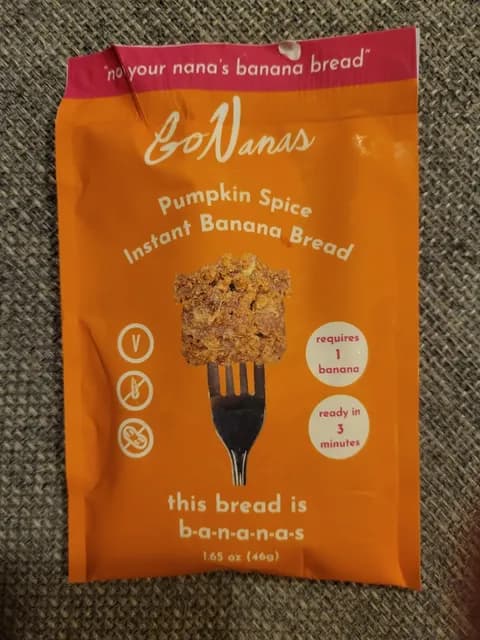 "not your nana's banana bread"
GoNanas
Pumpkin Spice
Instant Banana Bread
V
requires
1
banana
ready in
3
minutes
this bread is
b-a-n-a-n-a-s
1.65 oz (46g)